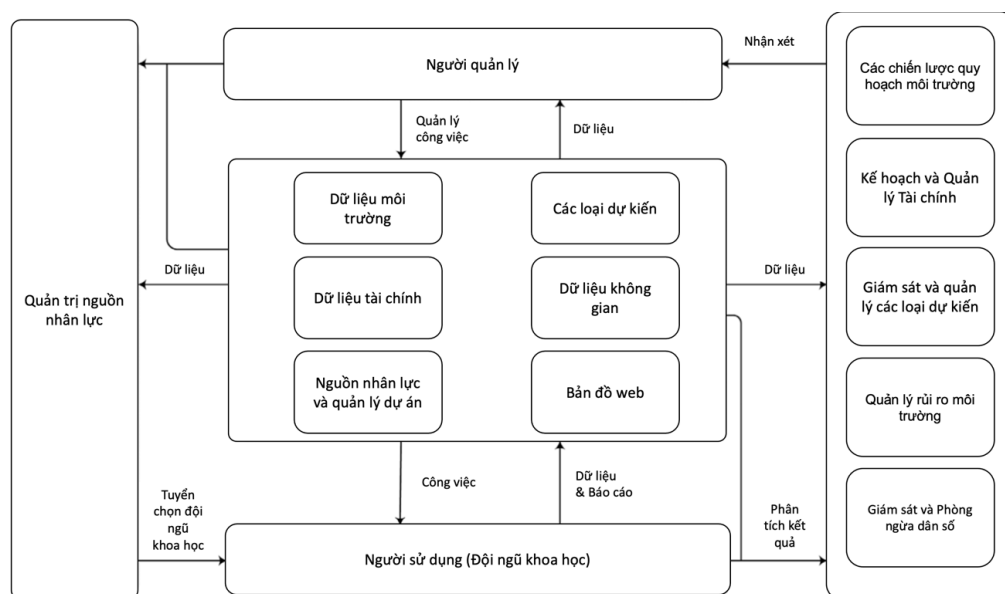 Quản trị nguồn
nhân lực
Người quản lý
Nhận xét
Quản lý
công việc
Dữ liệu
Dữ liệu môi
trường
Các loại dự kiến
Dữ liệu tài chính
Dữ liệu không
gian
Nguồn nhân lực
và quản lý dự án
Bản đồ web
Dữ liệu
Dữ liệu
Công việc
Dữ liệu
& Báo cáo
Tuyển
chọn đội
ngũ
khoa học
Người sử dụng (Đội ngũ khoa học)
Phân
tích kết
quả
Các chiến lược quy
hoạch môi trường
Kế hoạch và Quản
lý Tài chính
Giám sát và quản
lý các loại dự kiến
Quản lý rủi ro môi
trường
Giám sát và Phòng
ngừa dân số